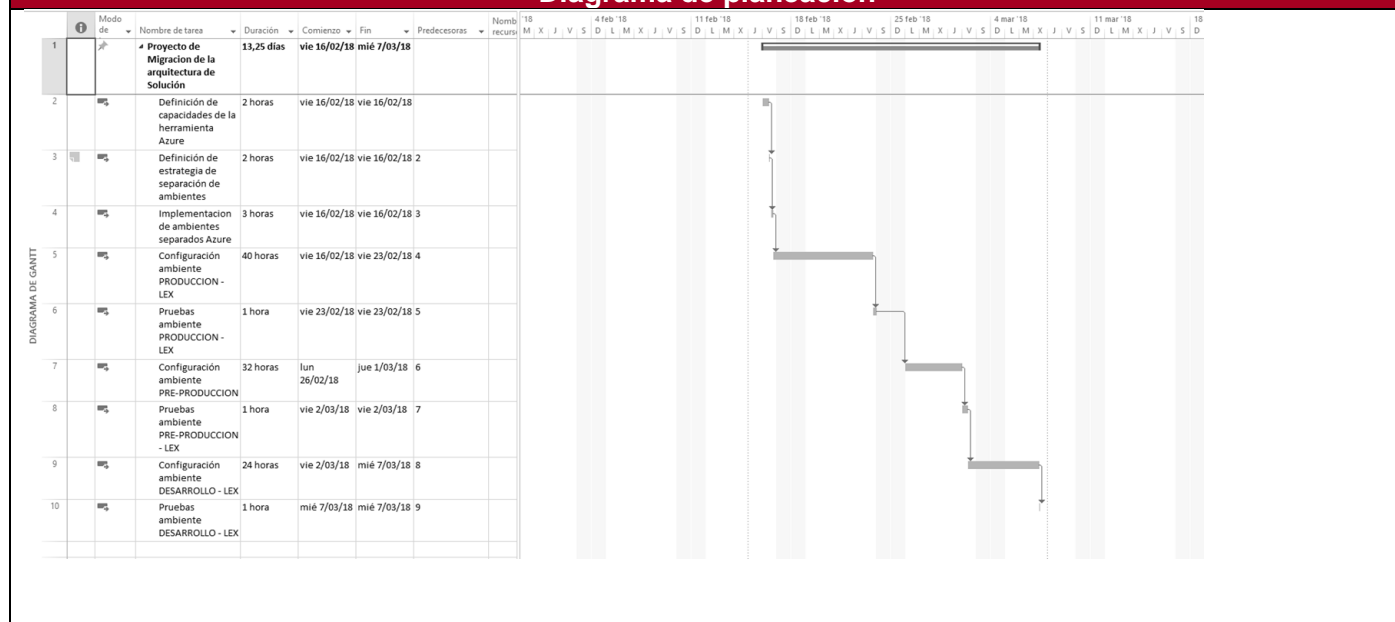 Diagrama de planeación
Modo
de
Nombre de tarea
Duración
Comienzo
Fin
Predecesoras
Nomb
recurs
'18
4 feb '18
11 feb '18
18 feb '18
25 feb '18
4 mar '18
11 mar '18
18
M X J V S D L M X J V S D L M X J V S D L M X J V S D L M X J V S D L M X J V S D L M X J V S D
DIAGRAMA DE GANTT
1 Proyecto de 13,25 días vie 16/02/18 mié 7/03/18
Migracion de la
arquitectura de
Solución
2 Definición de 2 horas vie 16/02/18 vie 16/02/18
capacidades de la
herramienta
Azure
3 Definición de 2 horas vie 16/02/18 vie 16/02/18 2
estrategia de
separación de
ambientes
4 Implementacion 3 horas vie 16/02/18 vie 16/02/18 3
de ambientes
separados Azure
5 Configuración 40 horas vie 16/02/18 vie 23/02/18 4
ambiente
PRODUCCION -
LEX
6 Pruebas 1 hora vie 23/02/18 vie 23/02/18 5
ambiente
PRODUCCION -
LEX
7 Configuración 32 horas lun jue 1/03/18 6
ambiente 26/02/18
PRE-PRODUCCION
8 Pruebas 1 hora vie 2/03/18 vie 2/03/18 7
ambiente
PRE-PRODUCCION
- LEX
9 Configuración 24 horas vie 2/03/18 mié 7/03/18 8
ambiente
DESARROLLO - LEX
10 Pruebas 1 hora mié 7/03/18 mié 7/03/18 9
ambiente
DESARROLLO - LEX